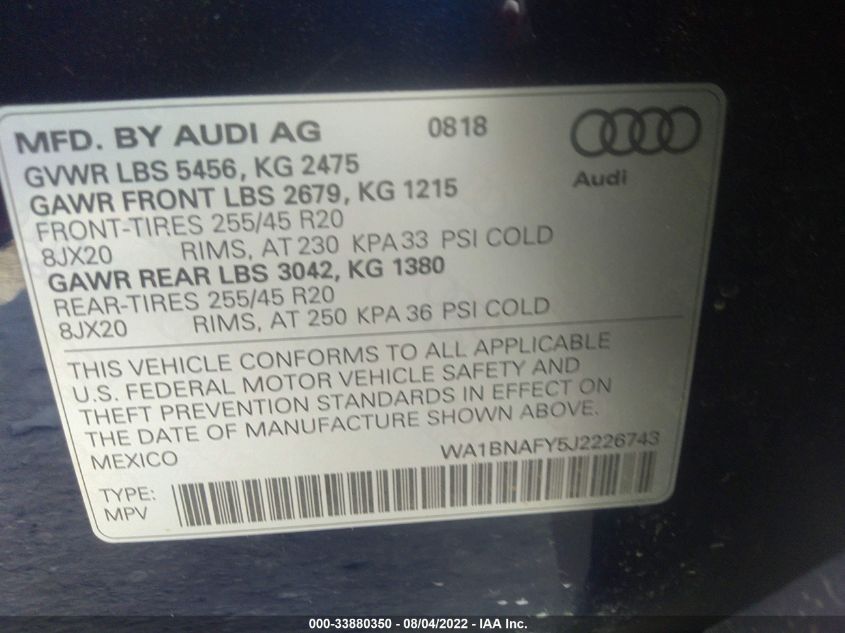 MFD. BY AUDI AG 0818
Audi
GVWR LBS 5456, KG 2475
GAWR FRONT LBS 2679, KG 1215
FRONT-TIRES 255/45 R20
8JX20 RIMS, AT 230 KPA 33 PSI COLD
GAWR REAR LBS 3042, KG 1380
REAR-TIRES 255/45 R20
8JX20 RIMS, AT 250 KPA 36 PSI COLD
THIS VEHICLE CONFORMS TO ALL APPLICABLE
U.S. FEDERAL MOTOR VEHICLE SAFETY AND
THEFT PREVENTION STANDARDS IN EFFECT ON
THE DATE OF MANUFACTURE SHOWN ABOVE.
MEXICO WA1BNAFY5J2226743
TYPE:
MPV
000-33880350 - 08/04/2022 - IAA Inc.